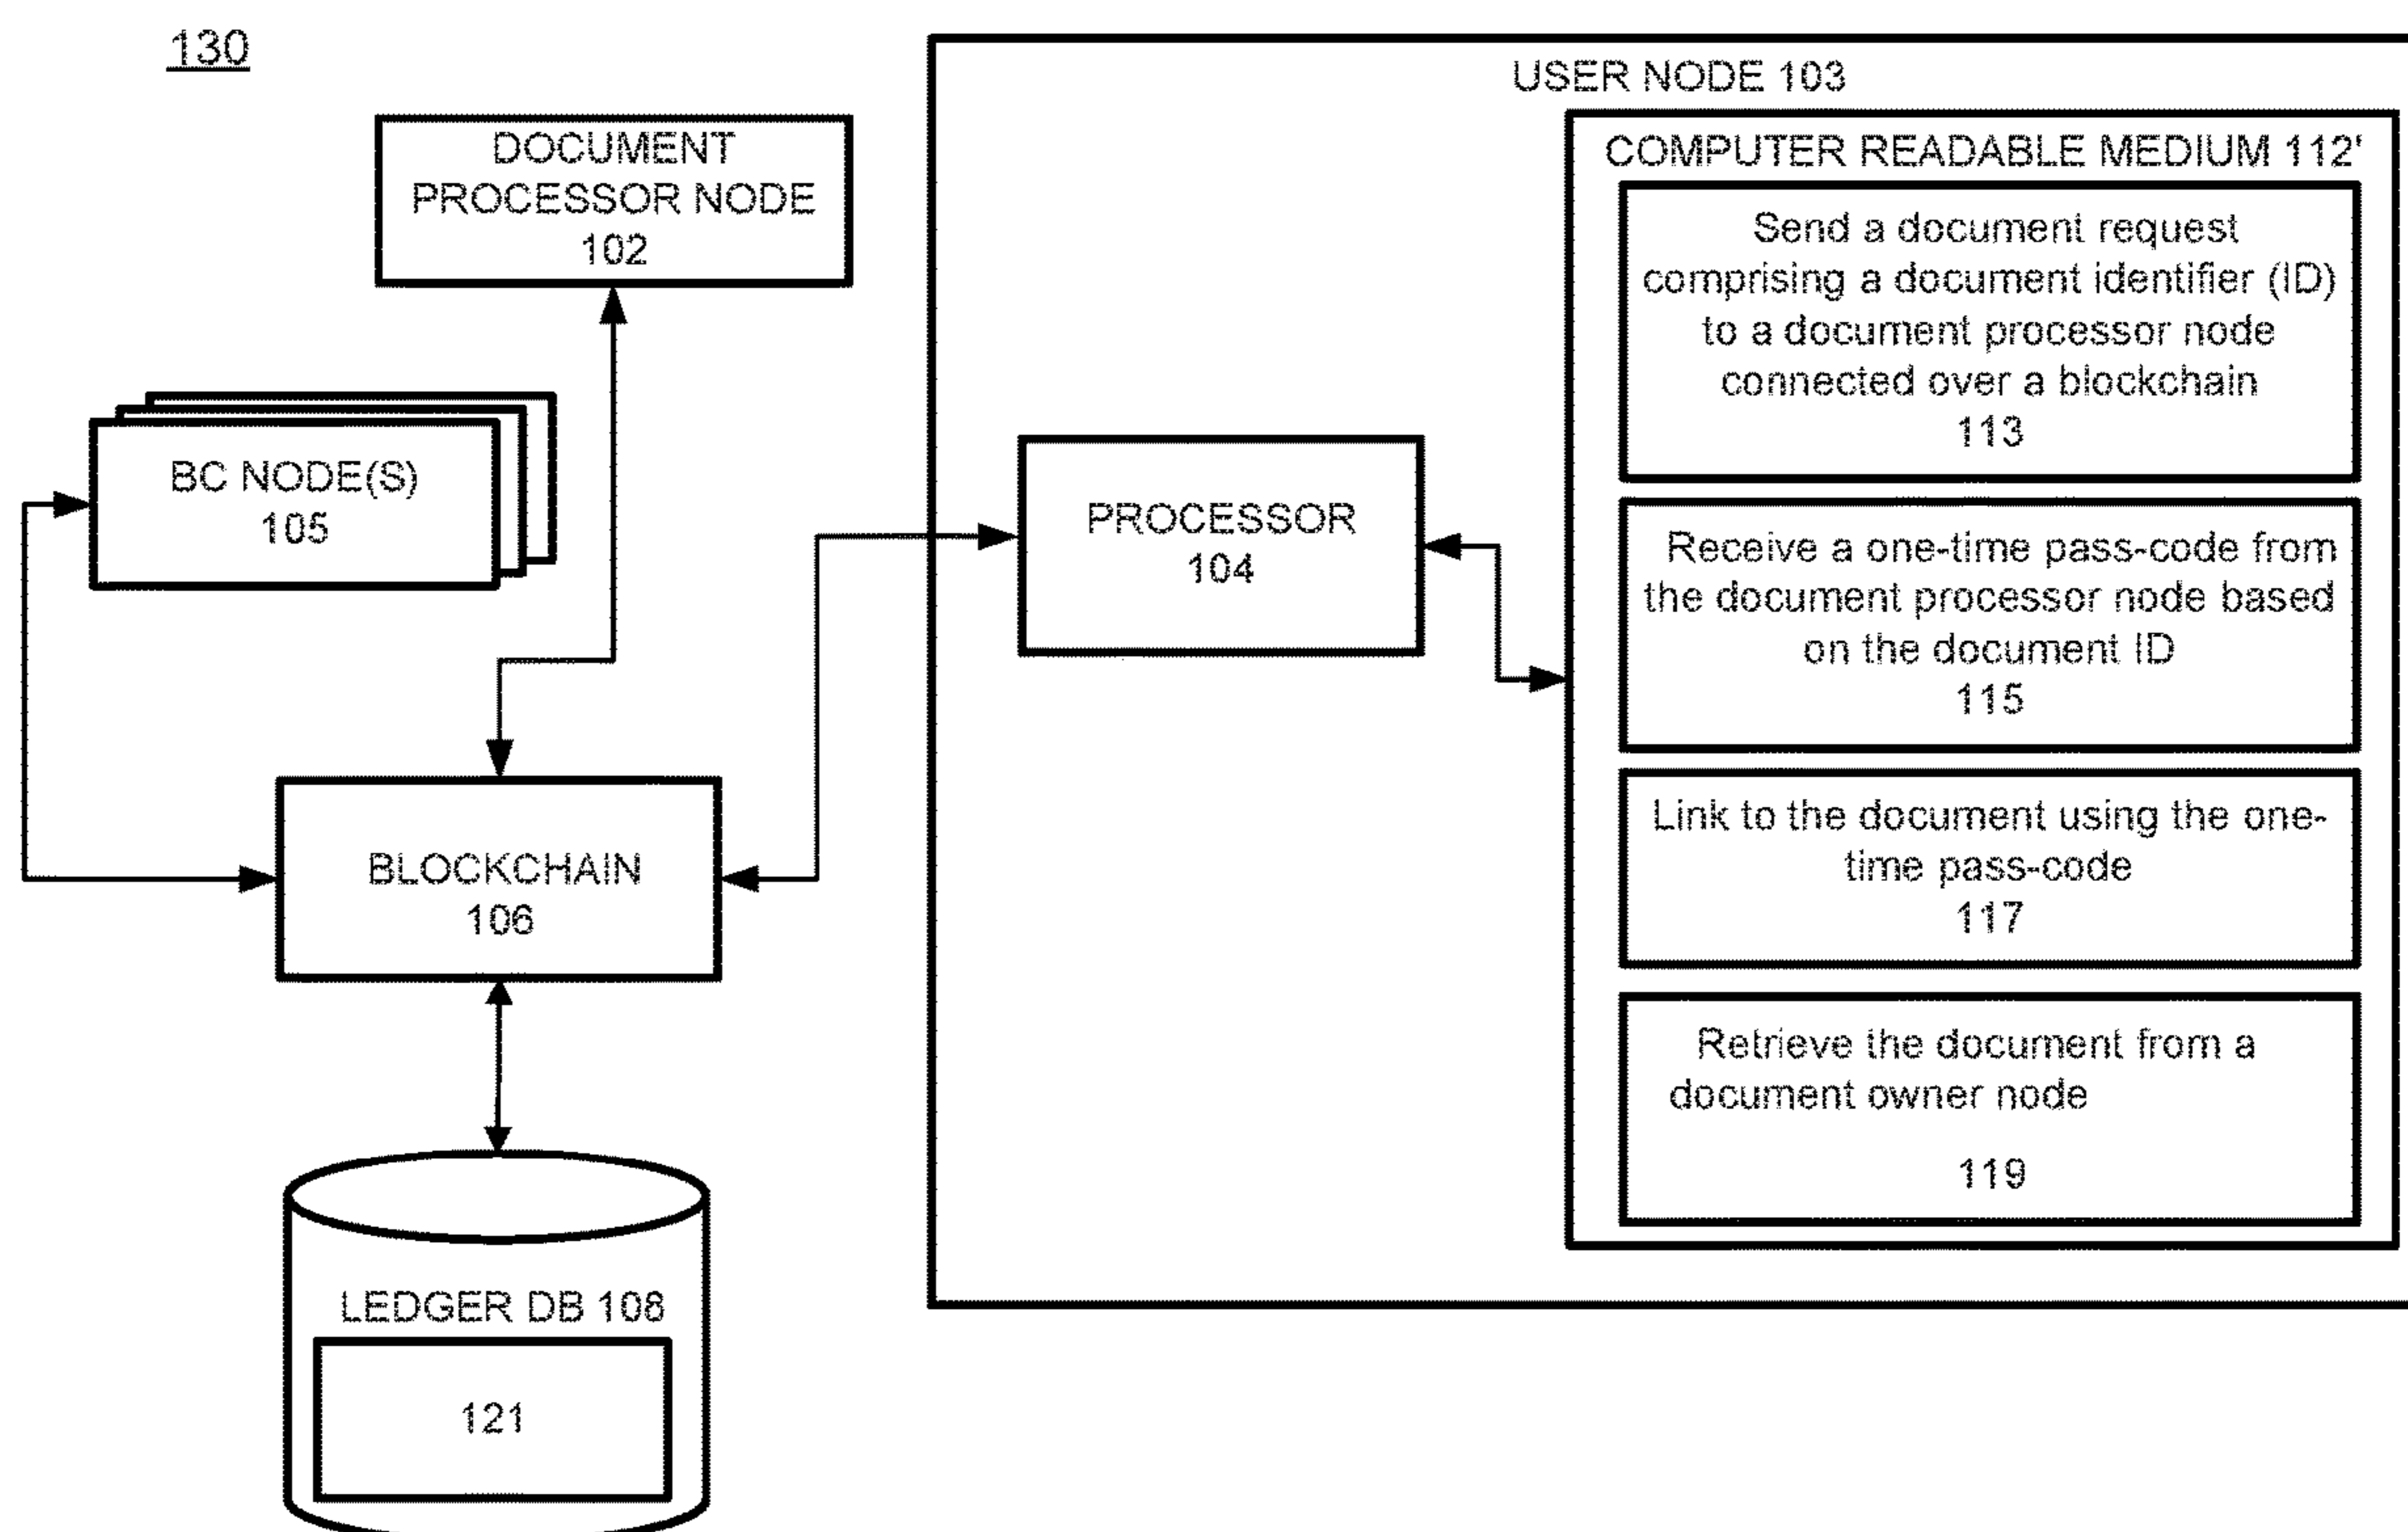 130
DOCUMENT
PROCESSOR NODE
102
BC NODE(S)
105
BLOCKCHAIN
106
LEDGER DB 108
121
USER NODE 103
PROCESSOR
104
COMPUTER READABLE MEDIUM 112'
Send a document request
comprising a document identifier (ID)
to a document processor node
connected over a blockchain
113
Receive a one-time pass-code from
the document processor node based
on the document ID
115
Link to the document using the one-
time pass-code
117
Retrieve the document from a
document owner node
119